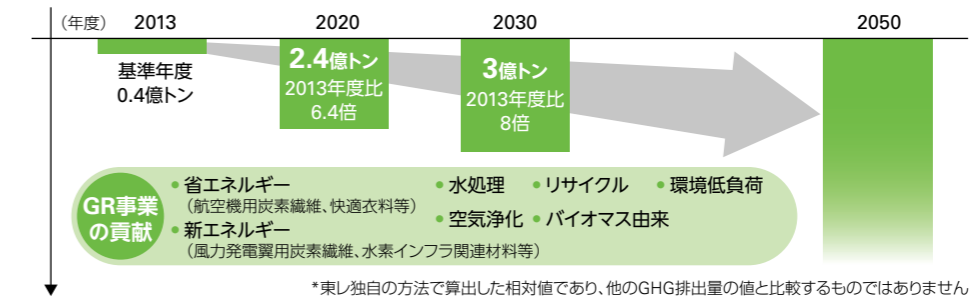 （年度） 2013 2020 2030 2050
基準年度
0.4億トン
2.4億トン
2013年度比
6.4倍
3億トン
2013年度比
8倍
GR事業
の貢献
• 省エネルギー
（航空機用炭素繊維、快適衣料等）
• 新エネルギー
（風力発電翼用炭素繊維、水素インフラ関連材料等）
• 水処理 • リサイクル • 環境低負荷
• 空気浄化 • バイオマス由来
*東レ独自の方法で算出した相対値であり、他のGHG排出量の値と比較するものではありません